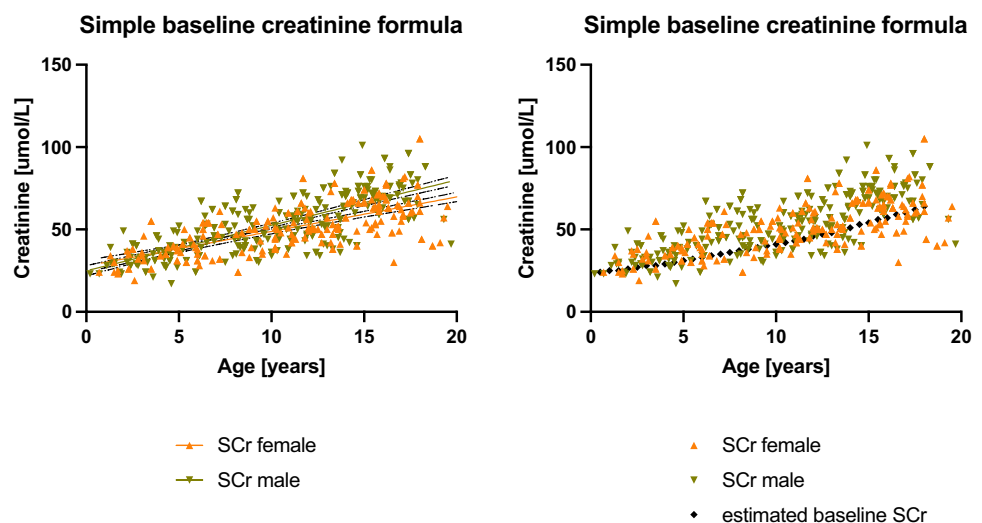 Simple baseline creatinine formula
150
100
50
0
0
5
10
15
20
Creatinine [umol/L]
Age [years]
SCr female
SCr male
Simple baseline creatinine formula
150
100
50
0
0
5
10
15
20
Creatinine [umol/L]
Age [years]
SCr female
SCr male
estimated baseline SCr